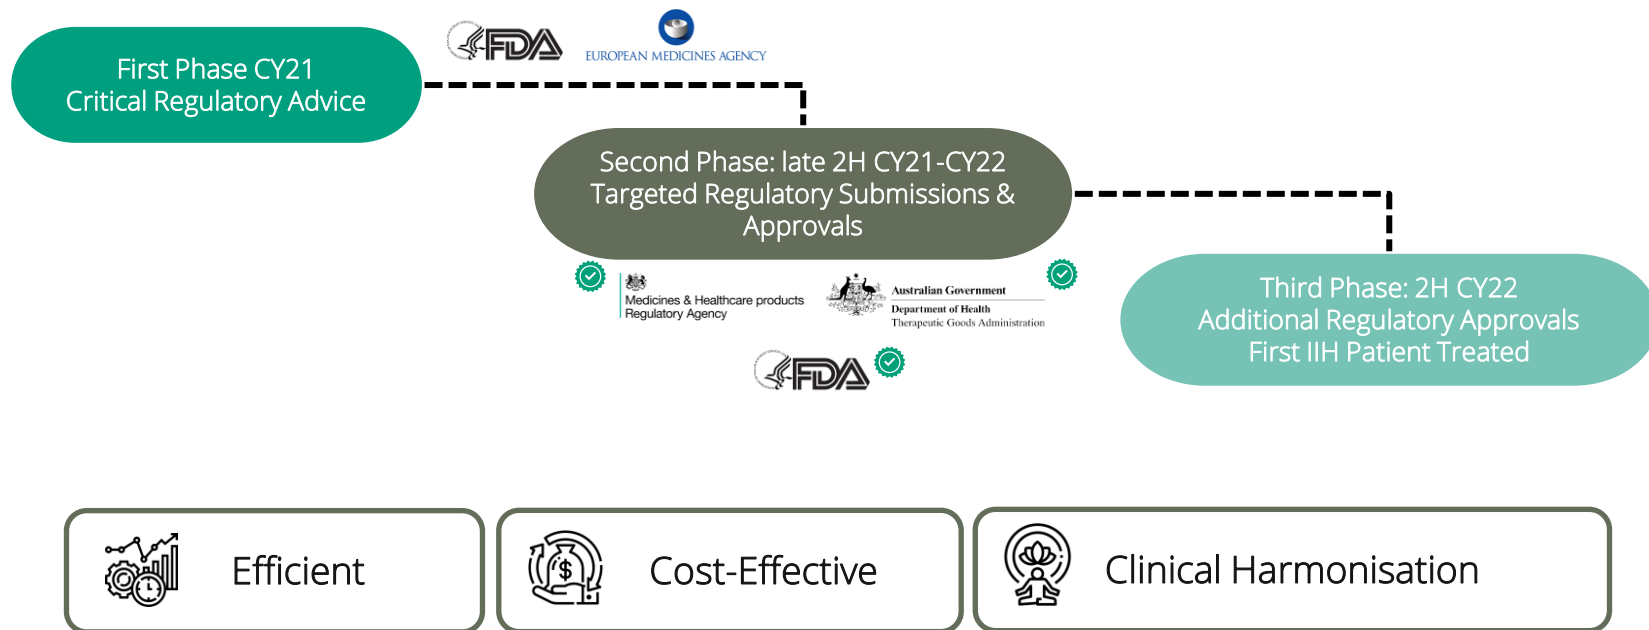 First Phase CY21
Critical Regulatory Advice
FDA
EUROPEAN MEDICINES AGENCY
Second Phase: late 2H CY21-CY22
Targeted Regulatory Submissions &
Approvals
Medicines & Healthcare products
Regulatory Agency
Australian Government
Department of Health
Therapeutic Goods Administration
FDA
Third Phase: 2H CY22
Additional Regulatory Approvals
First IIH Patient Treated
Efficient
Cost-Effective
Clinical Harmonisation